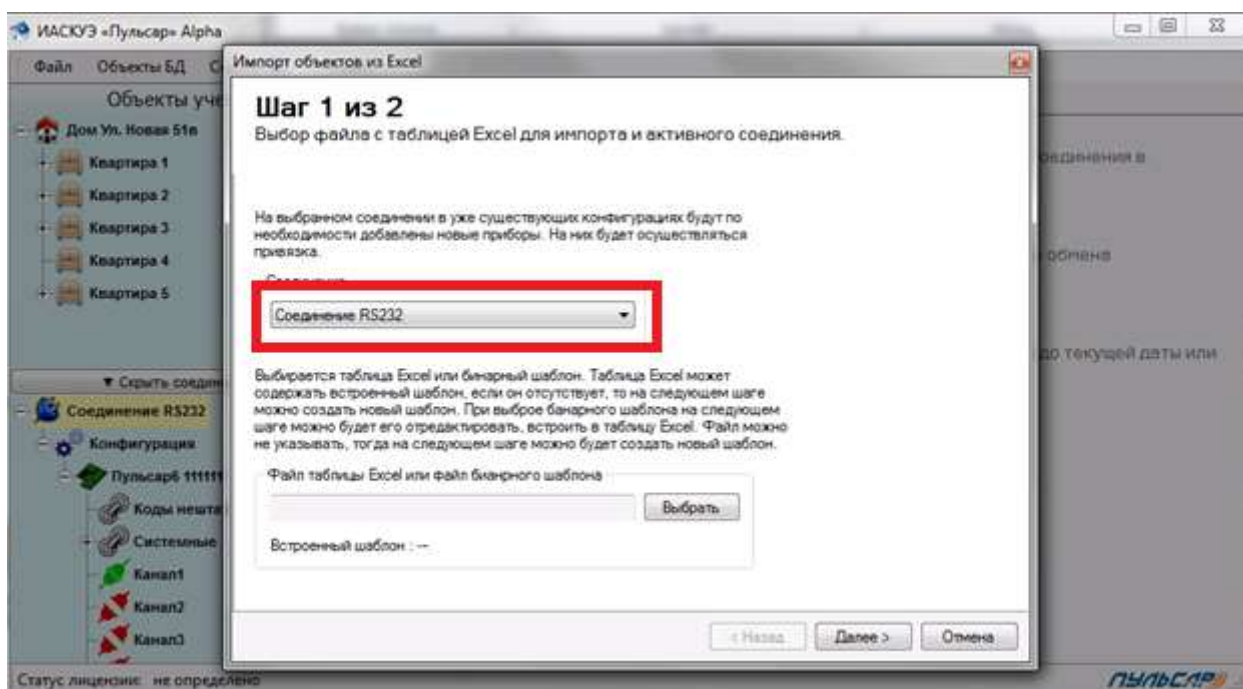 ИАСКУЭ «Пульсар» Alpha
Импорт объектов из Excel
Файл Объекты БД
Объекты уче
Дом Ул. Новая 51в
Квартира 1
Квартира 2
Квартира 3
Квартира 4
Квартира 5
▼ Скрыть соедин
Соединение RS232
Конфигурация
Пульсар6 111111
Коды нешта
Системные
Канал1
Канал2
Канал3
Шаг 1 из 2
Выбор файла с таблицей Excel для импорта и активного соединения.
На выбранном соединении в уже существующих конфигурациях будут по
необходимости добавлены новые приборы. На них будет осуществляться
привязка.
Соединение RS232
Выбирается таблица Excel или бинарный шаблон. Таблица Excel может
содержать встроенный шаблон, если он отсутствует, то на следующем шаге
можно создать новый шаблон. При выброе банарного шаблона на следующем
шаге можно будет его отредактировать, встроить в таблицу Excel. Файл можно
не указывать, тогда на следующем шаге можно будет создать новый шаблон.
Файл таблицы Excel или файл бианрного шаблона
Выбрать
Встроенный шаблон : --
< Назад
Далее >
Отмена
оединения в
обмена
до текущей даты или
Статус лицензии: не определено
ПУЛЬСАР